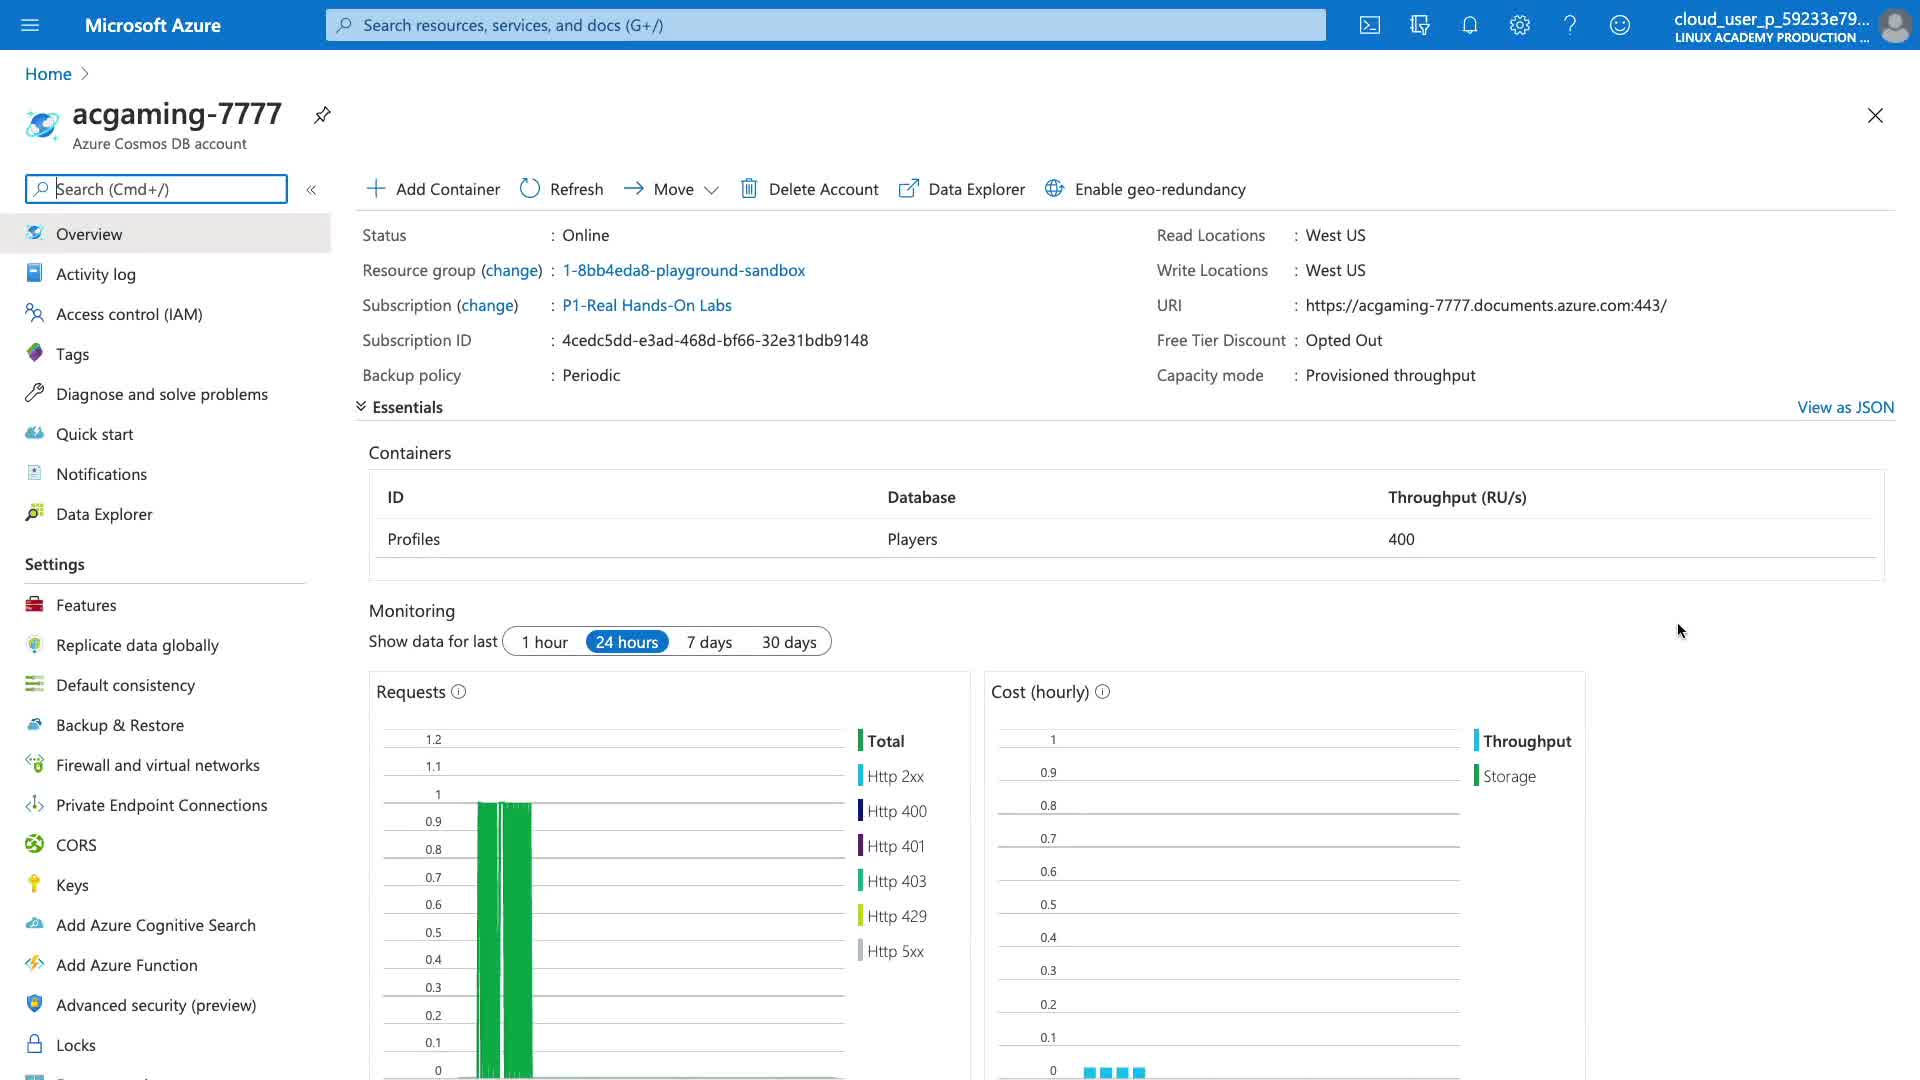 Microsoft Azure
Search resources, services, and docs (G+/)
cloud_user_p_59233e79...
LINUX ACADEMY PRODUCTION ...
Home
acgaming-7777
Azure Cosmos DB account
Search (Cmd+/)
Overview
Activity log
Access control (IAM)
Tags
Diagnose and solve problems
Quick start
Notifications
Data Explorer
Settings
Features
Replicate data globally
Default consistency
Backup & Restore
Firewall and virtual networks
Private Endpoint Connections
CORS
Keys
Add Azure Cognitive Search
Add Azure Function
Advanced security (preview)
Locks
Add Container Refresh Move Delete Account Data Explorer Enable geo-redundancy
Status : Online
Resource group (change) : 1-8bb4eda8-playground-sandbox
Subscription (change) : P1-Real Hands-On Labs
Subscription ID : 4cedc5dd-e3ad-468d-bf66-32e31bdb9148
Backup policy : Periodic
Read Locations : West US
Write Locations : West US
URI : https://acgaming-7777.documents.azure.com:443/
Free Tier Discount : Opted Out
Capacity mode : Provisioned throughput
Essentials
View as JSON
Containers
ID Database Throughput (RU/s)
Profiles Players 400
Monitoring
Show data for last 1 hour 24 hours 7 days 30 days
Requests
1.2
1.1
1
0.9
0.8
0.7
0.6
0.5
0.4
0.3
0.2
0.1
0
Total
Http 2xx
Http 400
Http 401
Http 403
Http 429
Http 5xx
Cost (hourly)
1
0.9
0.8
0.7
0.6
0.5
0.4
0.3
0.2
0.1
0
Throughput
Storage